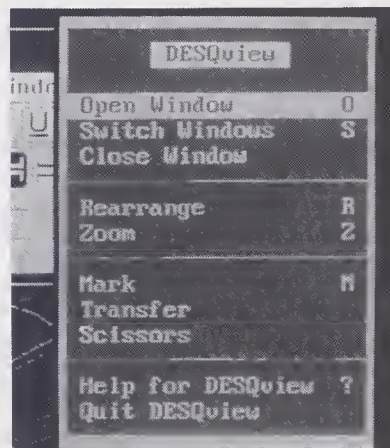 DESQview
Open Window O
Switch Windows S
Close Window
Rearrange R
Zoom Z
Mark M
Transfer
Scissors
Help for DESQview ?
Quit DESQview